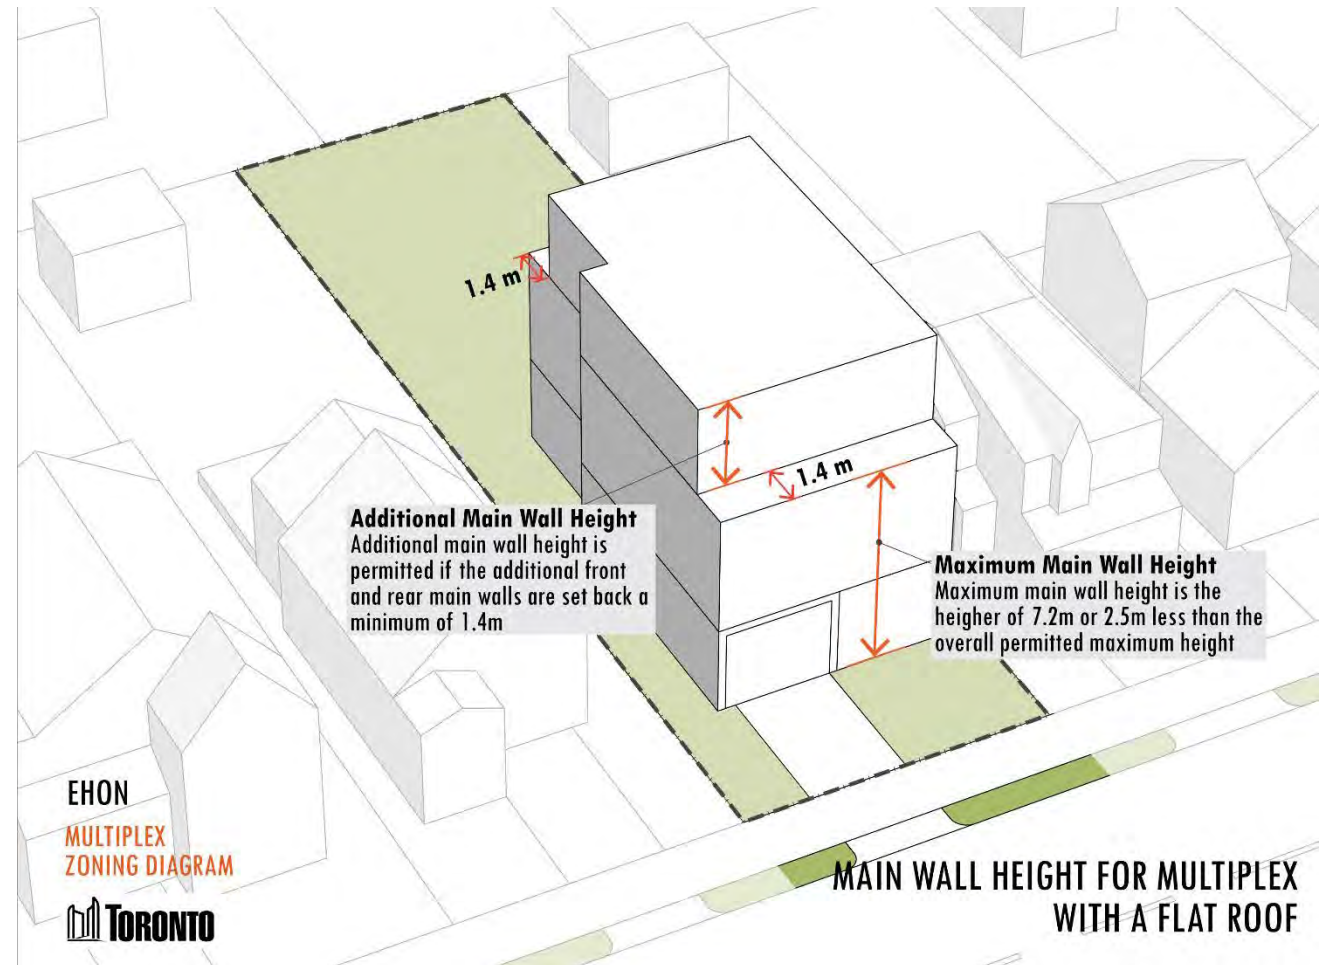 1.4 m
1.4 m
Additional Main Wall Height
Additional main wall height is
permitted if the additional front
and rear main walls are set back a
minimum of 1.4m
Maximum Main Wall Height
Maximum main wall height is the
heigher of 7.2m or 2.5m less than the
overall permitted maximum height
EHON
MULTIPLEX
ZONING DIAGRAM
TORONTO
MAIN WALL HEIGHT FOR MULTIPLEX
WITH A FLAT ROOF